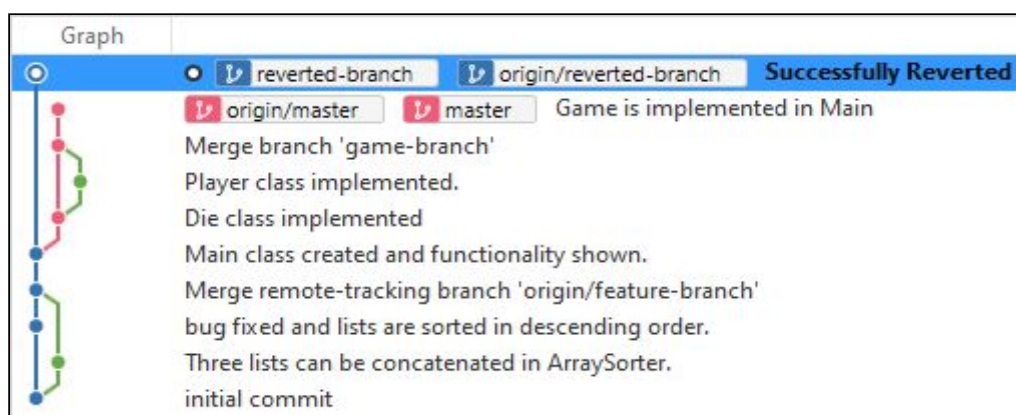 Graph
reverted-branch origin/reverted-branch Successfully Reverted
origin/master master Game is implemented in Main
Merge branch 'game-branch'
Player class implemented.
Die class implemented
Main class created and functionality shown.
Merge remote-tracking branch 'origin/feature-branch'
bug fixed and lists are sorted in descending order.
Three lists can be concatenated in ArraySorter.
initial commit